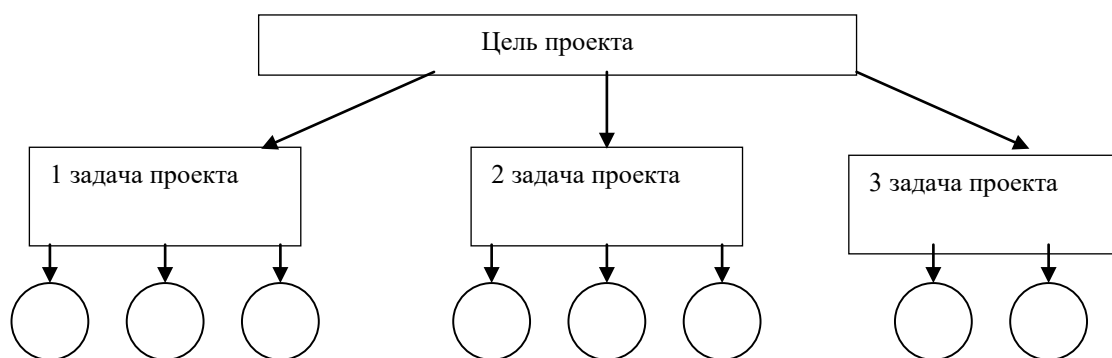 Цель проекта
1 задача проекта
2 задача проекта
3 задача проекта